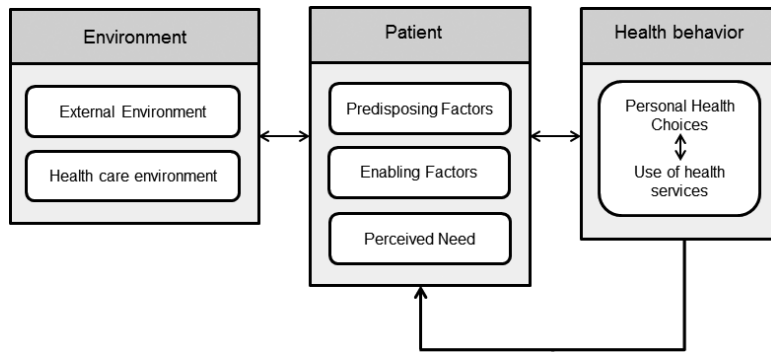 Environment
External Environment
Health care environment
Patient
Predisposing Factors
Enabling Factors
Perceived Need
Health behavior
Personal Health
Choices
Use of health
services